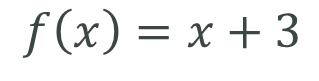 f(x) = x + 3